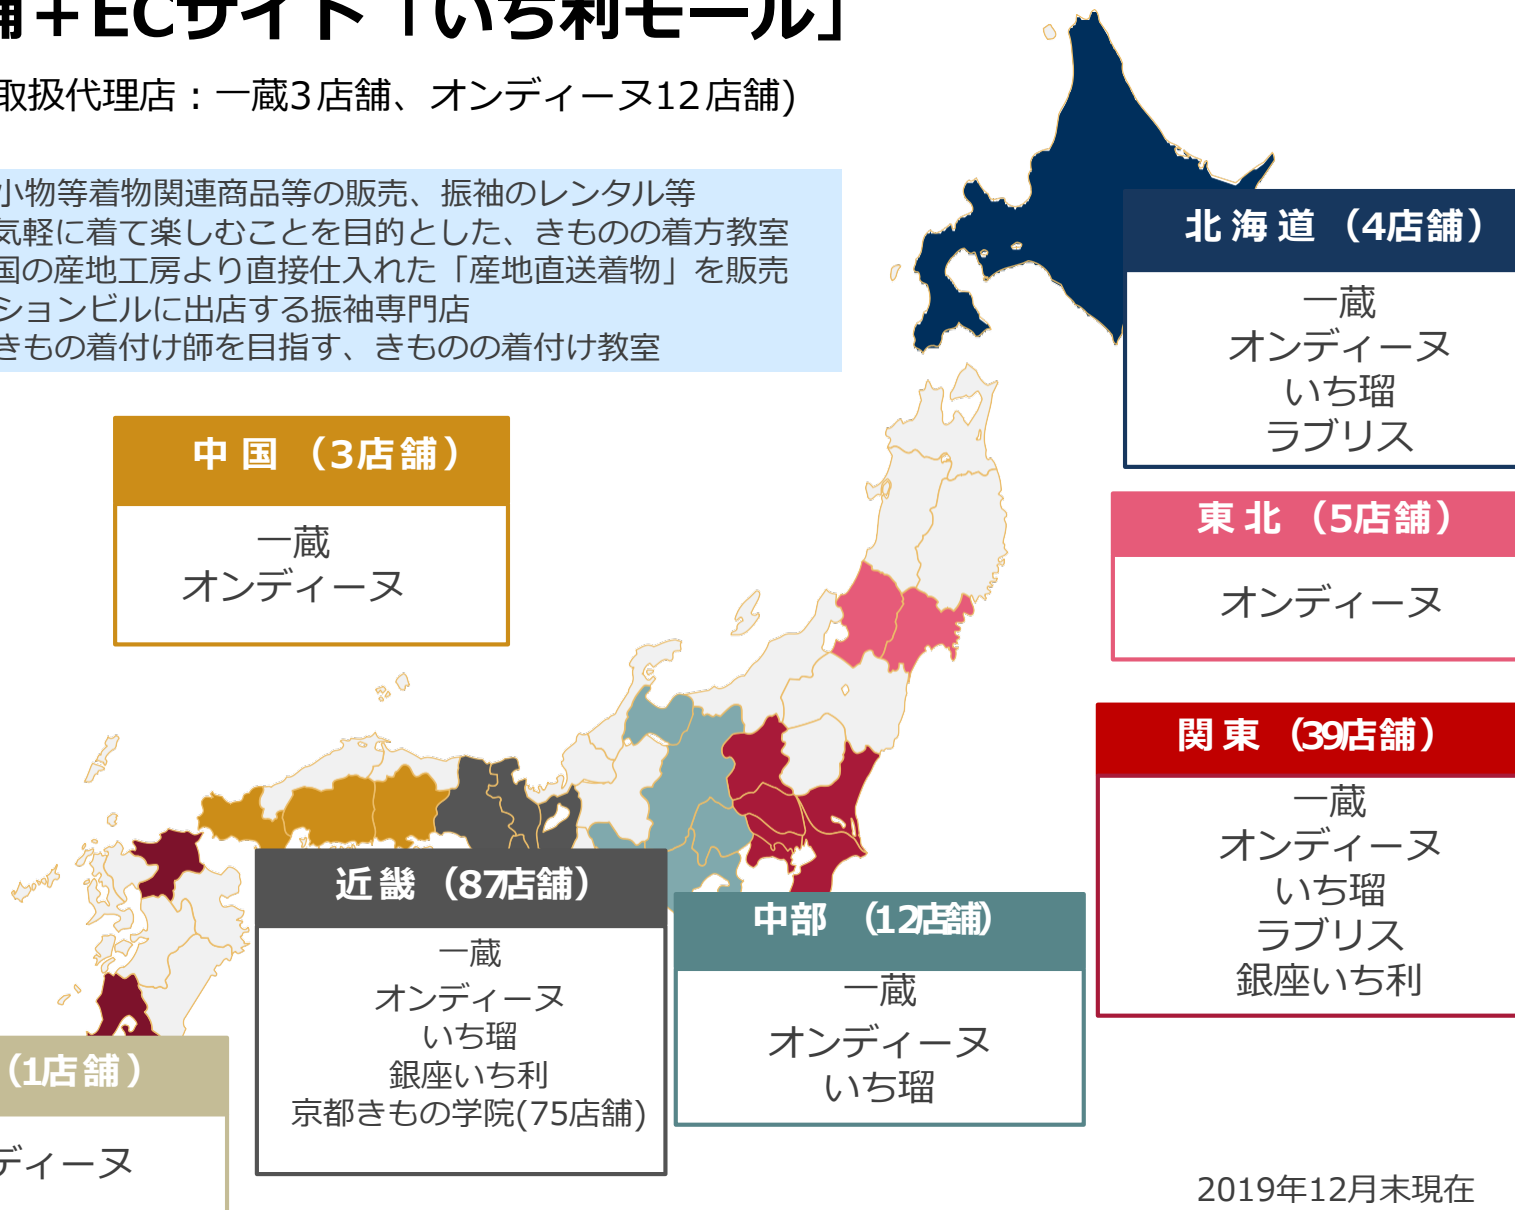 舗＋ECサイト「いち利モール」
取扱代理店：一蔵3店舗、オンディーヌ12店舗)
小物等着物関連商品等の販売、振袖のレンタル等
気軽に着て楽しむことを目的とした、きものの着方教室
国の産地工房より直接仕入れた「産地直送着物」を販売
ションビルに出店する振袖専門店
きもの着付け師を目指す、きものの着付け教室
北海道（4店舗）
一蔵
オンディーヌ
いち瑠
ラブリス
中国（3店舗）
一蔵
オンディーヌ
東北（5店舗）
オンディーヌ
関東（39店舗）
一蔵
オンディーヌ
いち瑠
ラブリス
銀座いち利
近畿（87店舗）
一蔵
オンディーヌ
いち瑠
銀座いち利
京都きもの学院(75店舗)
中部（12店舗）
一蔵
オンディーヌ
いち瑠
（1店舗）
ディーヌ
2019年12月末現在